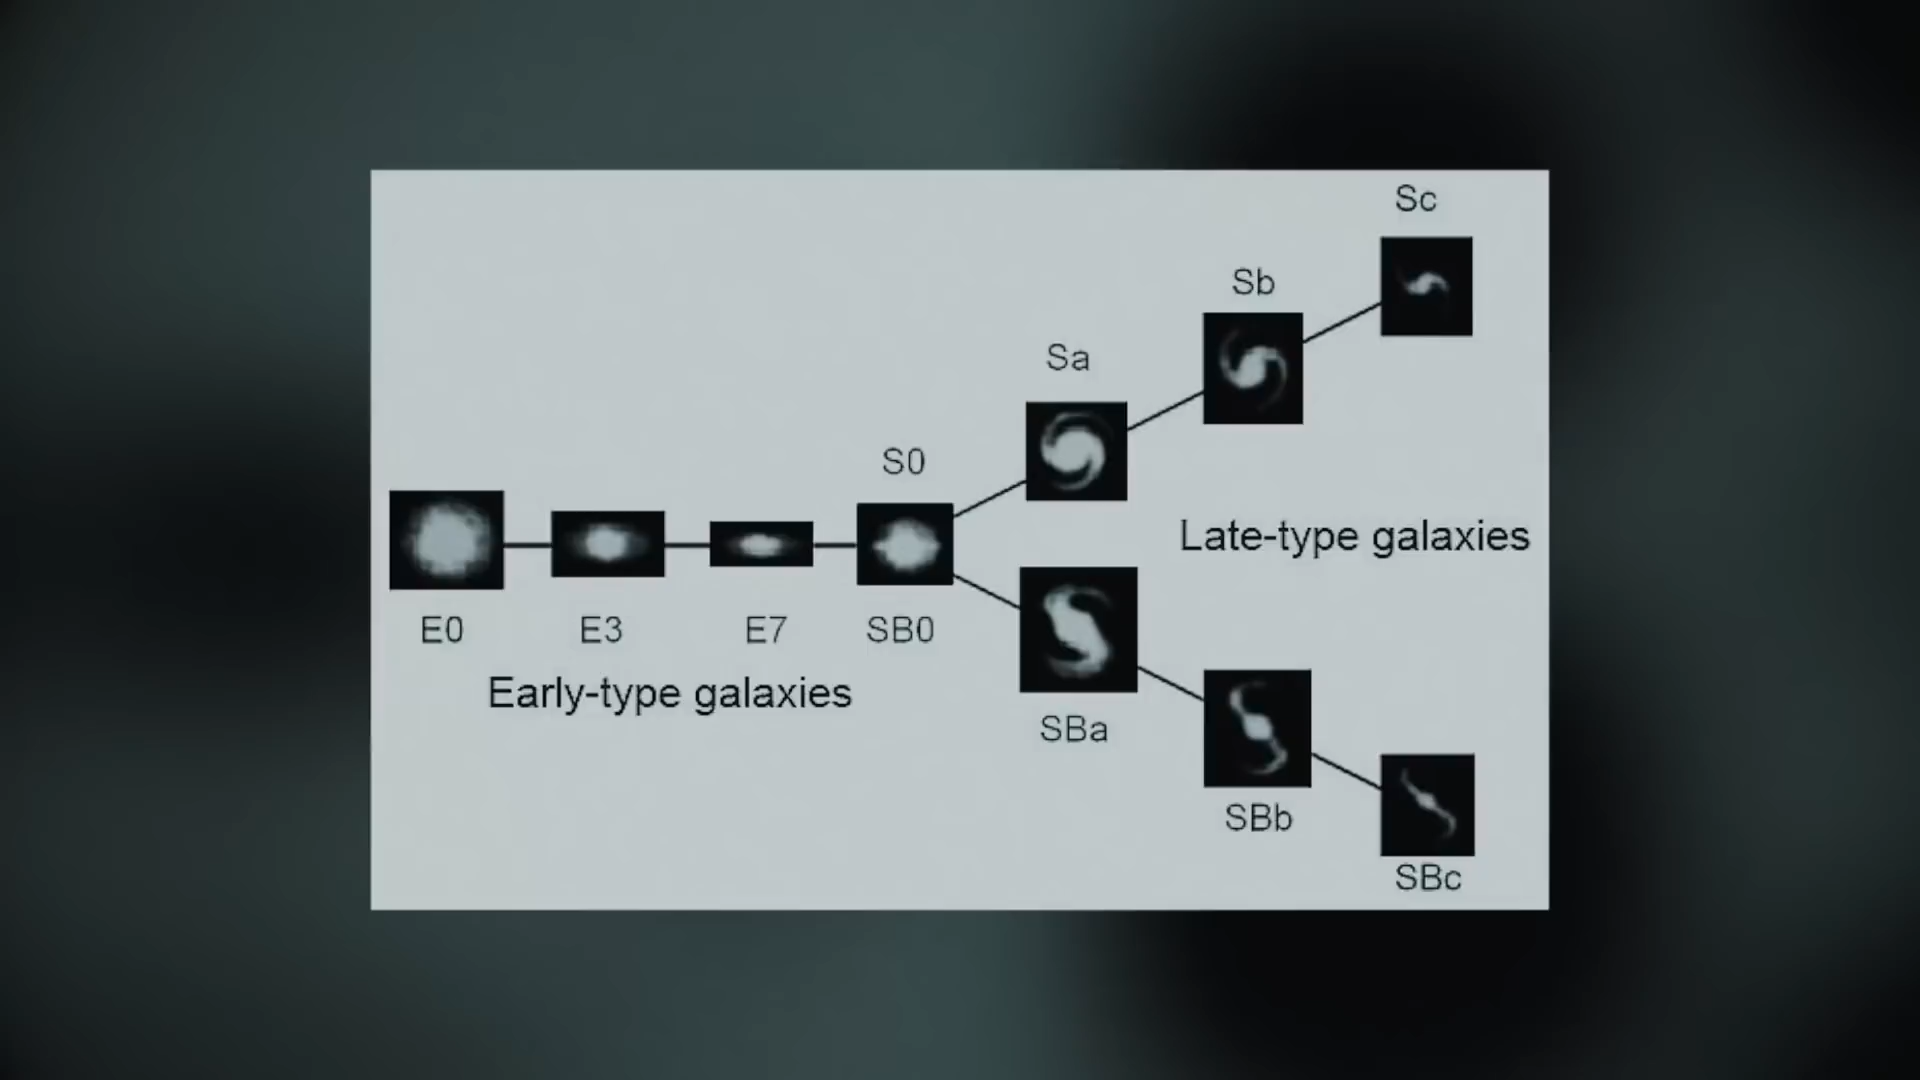 Sc
Sb
Sa
S0
Late-type galaxies
E0 E3 E7 SB0
Early-type galaxies
SBa
SBb
SBc